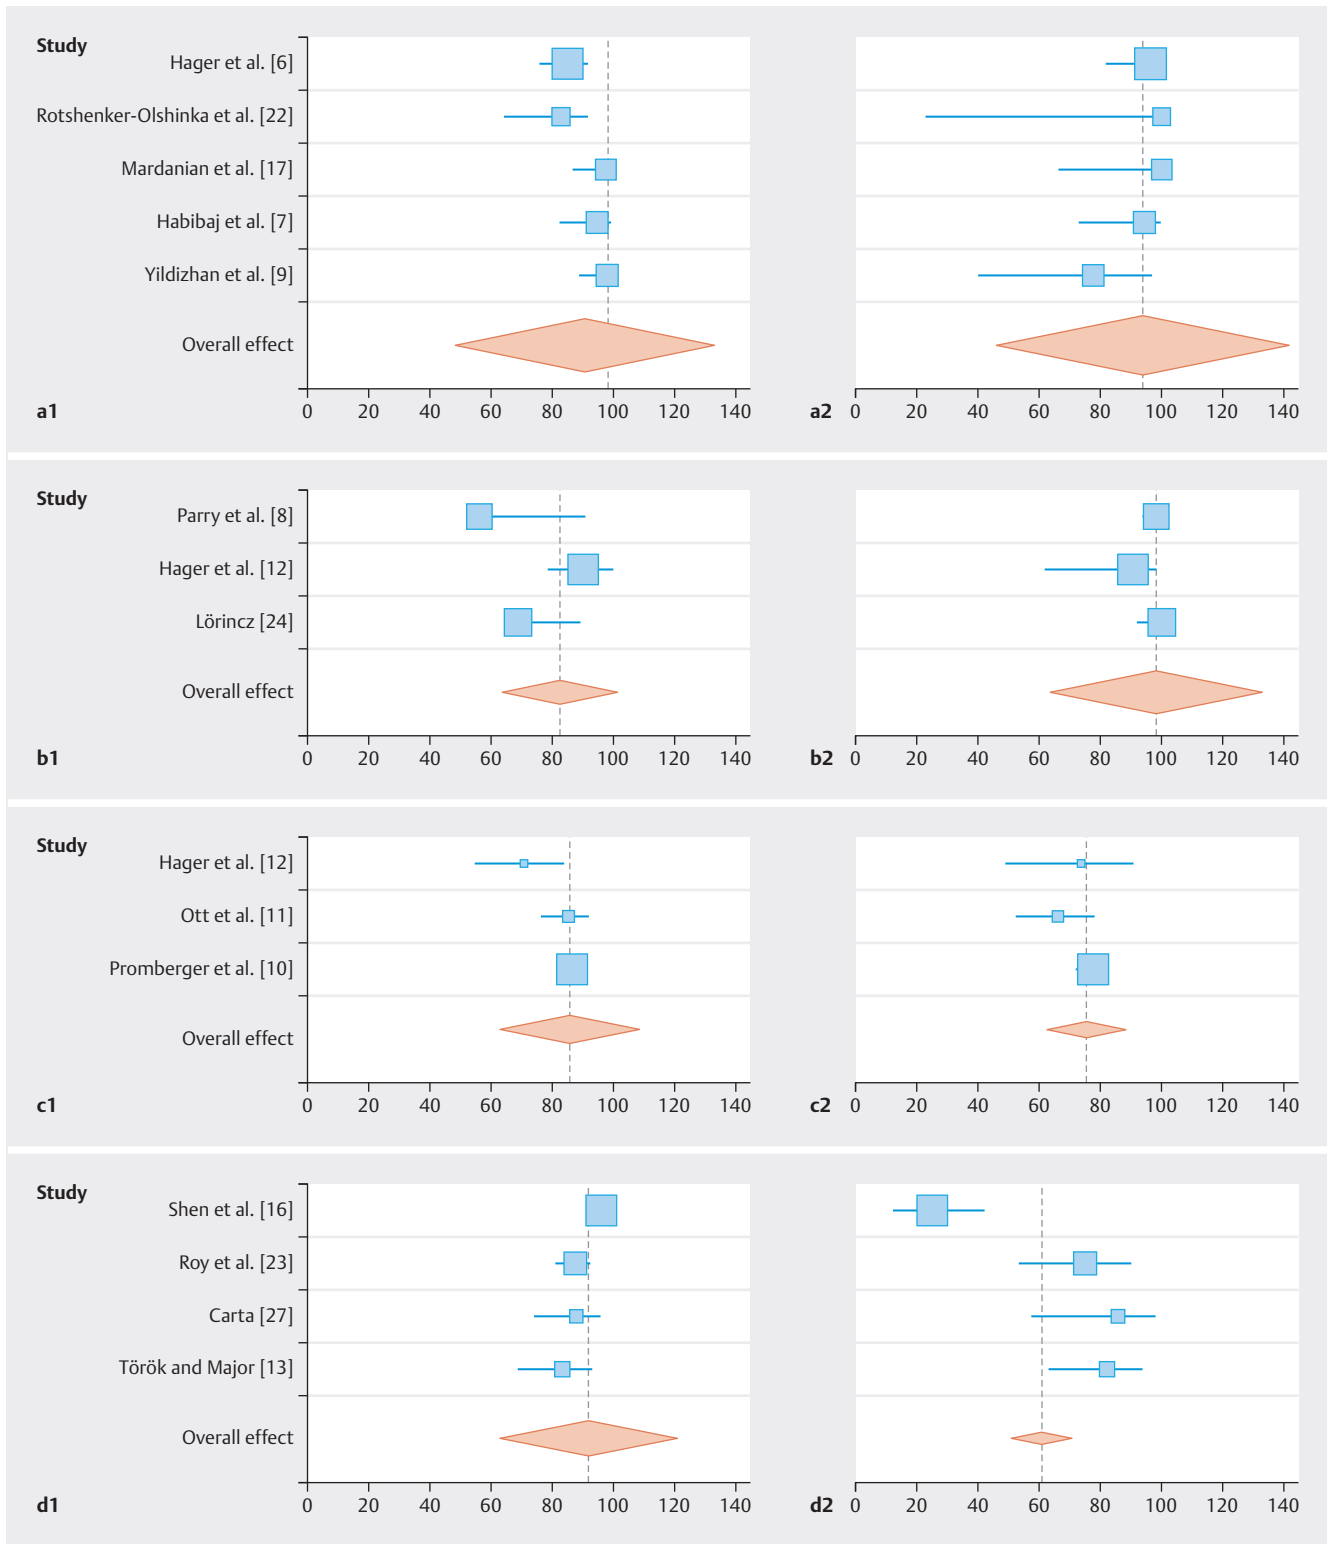 Study
Hager et al. [6]
Rotshenker-Olshinka et al. [22]
Mardanian et al. [17]
Habibaj et al. [7]
Yildizhan et al. [9]
Overall effect
a1 0 20 40 60 80 100 120 140
a2 0 20 40 60 80 100 120 140
Study
Parry et al. [8]
Hager et al. [12]
Lörincz [24]
Overall effect
b1 0 20 40 60 80 100 120 140
b2 0 20 40 60 80 100 120 140
Study
Hager et al. [12]
Ott et al. [11]
Promberger et al. [10]
Overall effect
c1 0 20 40 60 80 100 120 140
c2 0 20 40 60 80 100 120 140
Study
Shen et al. [16]
Roy et al. [23]
Carta [27]
Török and Major [13]
Overall effect
d1 0 20 40 60 80 100 120 140
d2 0 20 40 60 80 100 120 140